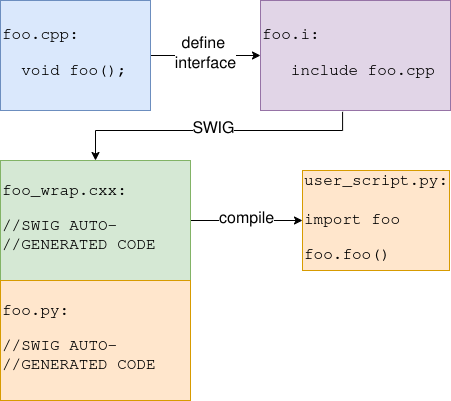 foo.cpp:
void foo();
define
interface
foo.i:
include foo.cpp
SWIG
foo_wrap.cxx:
//SWIG AUTO-
//GENERATED CODE
compile
user_script.py:
import foo
foo.foo()
foo.py:
//SWIG AUTO-
//GENERATED CODE